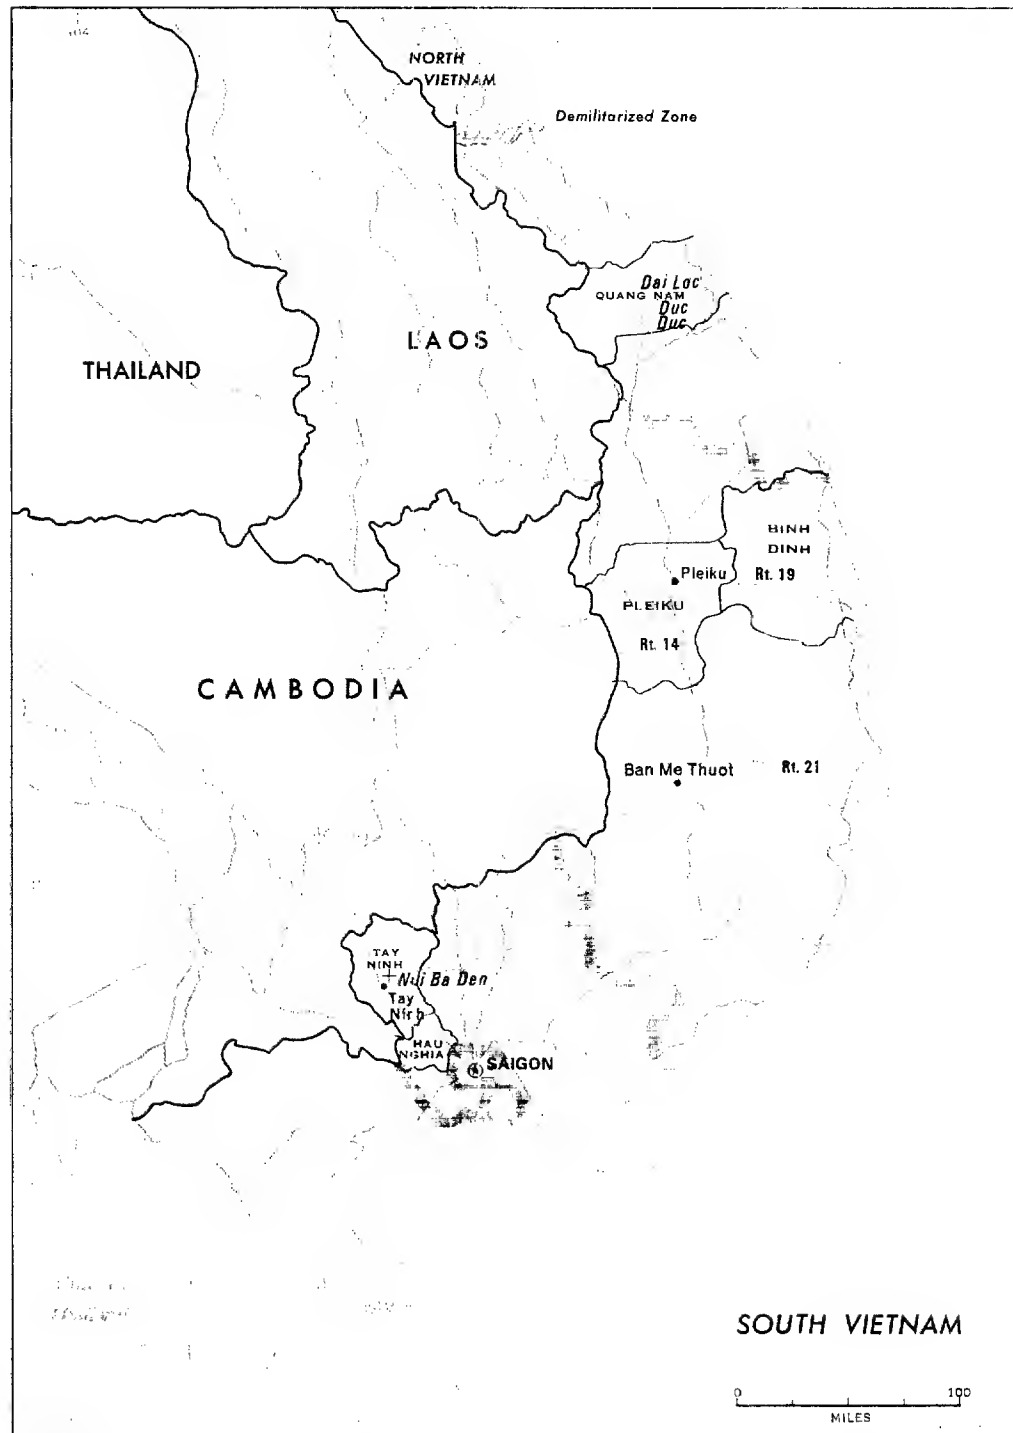 104
NORTH
VIETNAM
Demilitarized Zone
Dai Loc
QUANG NAM
Duc
Duc
LAOS
THAILAND
BINH
DINH
Pleiku
Rt. 19
PLEIKU
Rt. 14
CAMBODIA
Ban Me Thuot
Rt. 21
TAY
NINH
Nui Ba Den
Tay
HAU
NGHIA
SAIGON
SOUTH VIETNAM
0
100
MILES